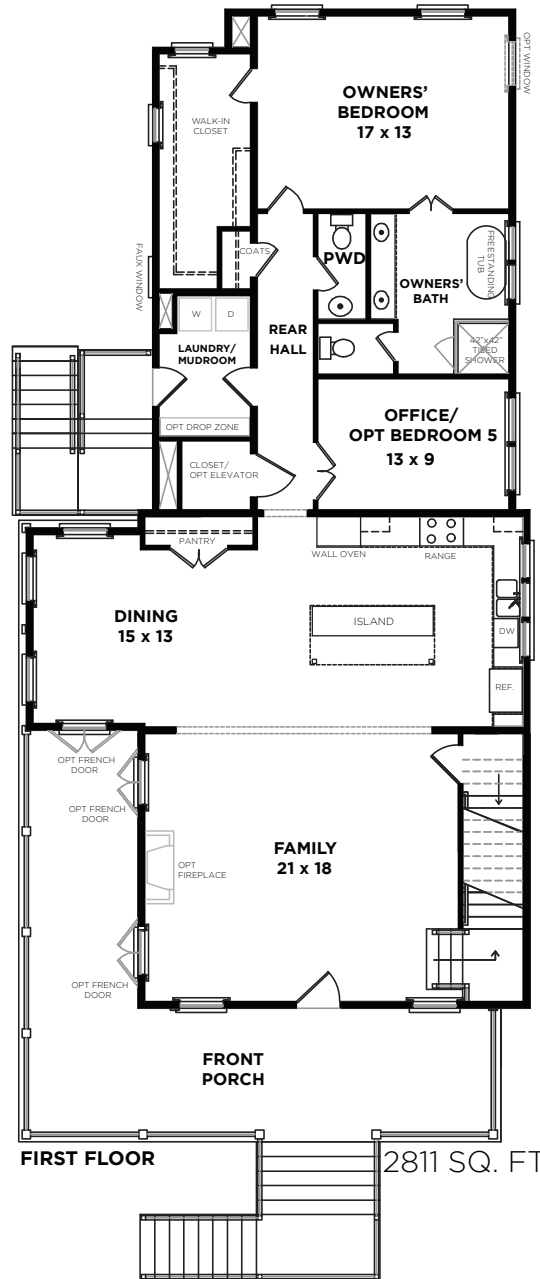 OPT WINDOW
OWNERS'
BEDROOM
17 x 13
WALK-IN
CLOSET
FAUX WINDOW
COATS
PWD
FREESTANDING
TUB
OWNERS'
BATH
W
D
LAUNDRY/
MUDROOM
REAR
HALL
42"x42"
TILED
SHOWER
OPT DROP ZONE
OFFICE/
OPT BEDROOM 5
13 x 9
CLOSET/
OPT ELEVATOR
PANTRY
WALL OVEN
RANGE
DINING
15 x 13
ISLAND
DW
REF.
OPT FRENCH
DOOR
OPT FRENCH
DOOR
FAMILY
21 x 18
OPT
FIREPLACE
OPT FRENCH
DOOR
FRONT
PORCH
FIRST FLOOR
2811 SQ. FT